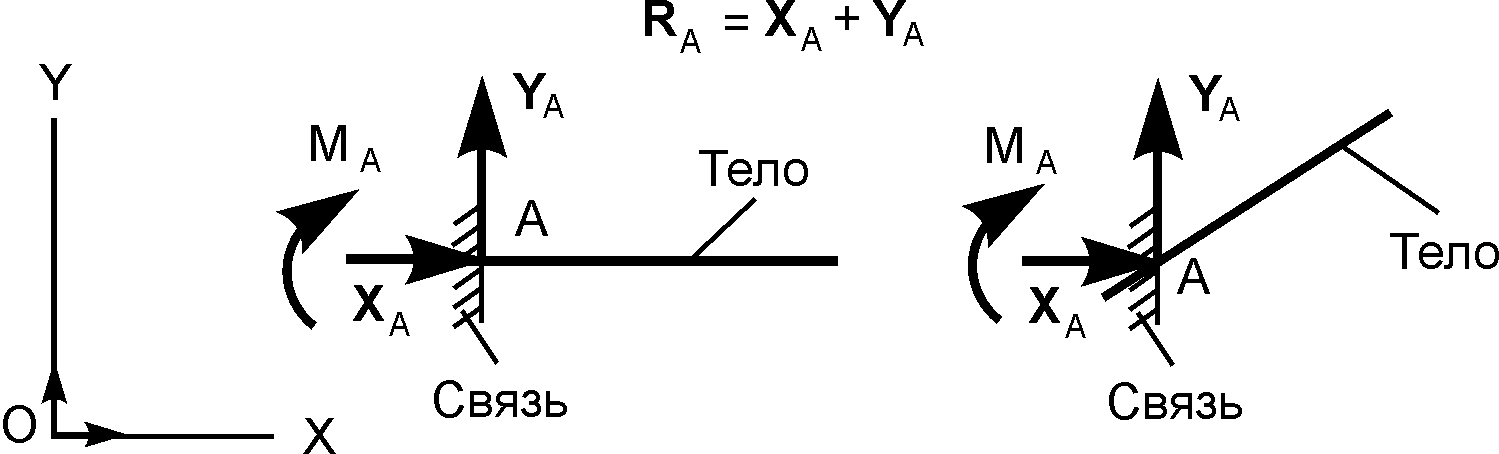 R_A = X_A + Y_A
Y
Y_A
Y_A
M_A
M_A
Тело
A
Тело
A
X_A
X_A
Связь
Связь
O
X